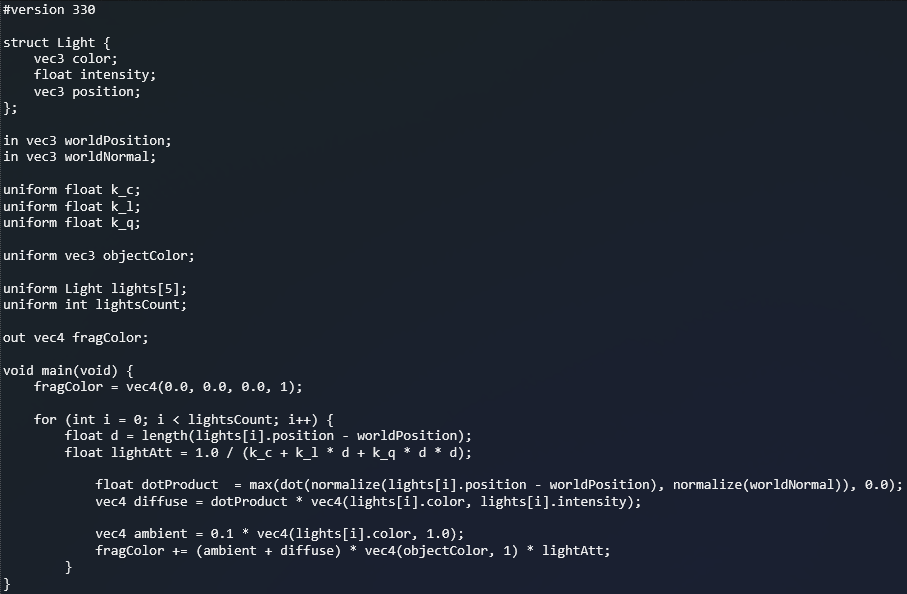 #version 330

struct Light {
    vec3 color;
    float intensity;
    vec3 position;
};

in vec3 worldPosition;
in vec3 worldNormal;

uniform float k_c;
uniform float k_l;
uniform float k_q;

uniform vec3 objectColor;

uniform Light lights[5];
uniform int lightsCount;

out vec4 fragColor;

void main(void) {
    fragColor = vec4(0.0, 0.0, 0.0, 1);

    for (int i = 0; i < lightsCount; i++) {
        float d = length(lights[i].position - worldPosition);
        float lightAtt = 1.0 / (k_c + k_l * d + k_q * d * d);

            float dotProduct  = max(dot(normalize(lights[i].position - worldPosition), normalize(worldNormal)), 0.0);
            vec4 diffuse = dotProduct * vec4(lights[i].color, lights[i].intensity);

            vec4 ambient = 0.1 * vec4(lights[i].color, 1.0);
            fragColor += (ambient + diffuse) * vec4(objectColor, 1) * lightAtt;
        }
}